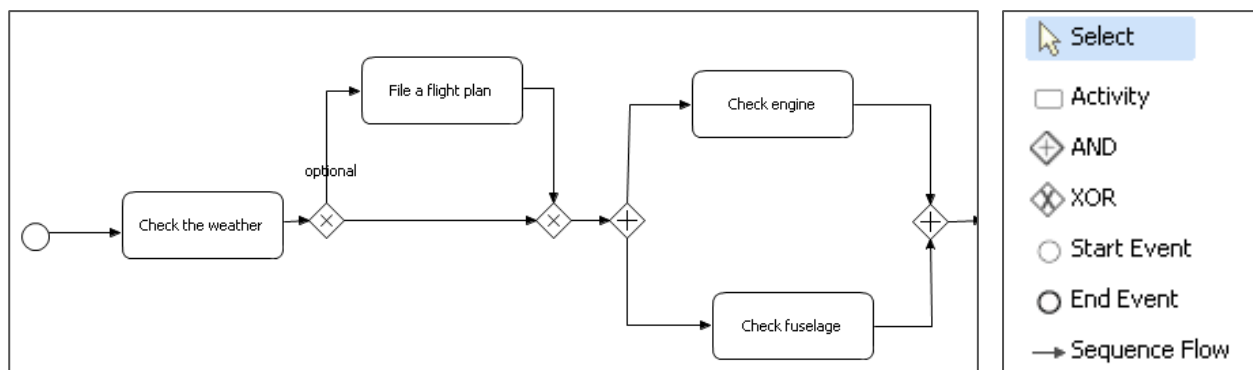 File a flight plan
Check engine
optional
Check the weather
Check fuselage
Select
Activity
AND
XOR
Start Event
End Event
Sequence Flow